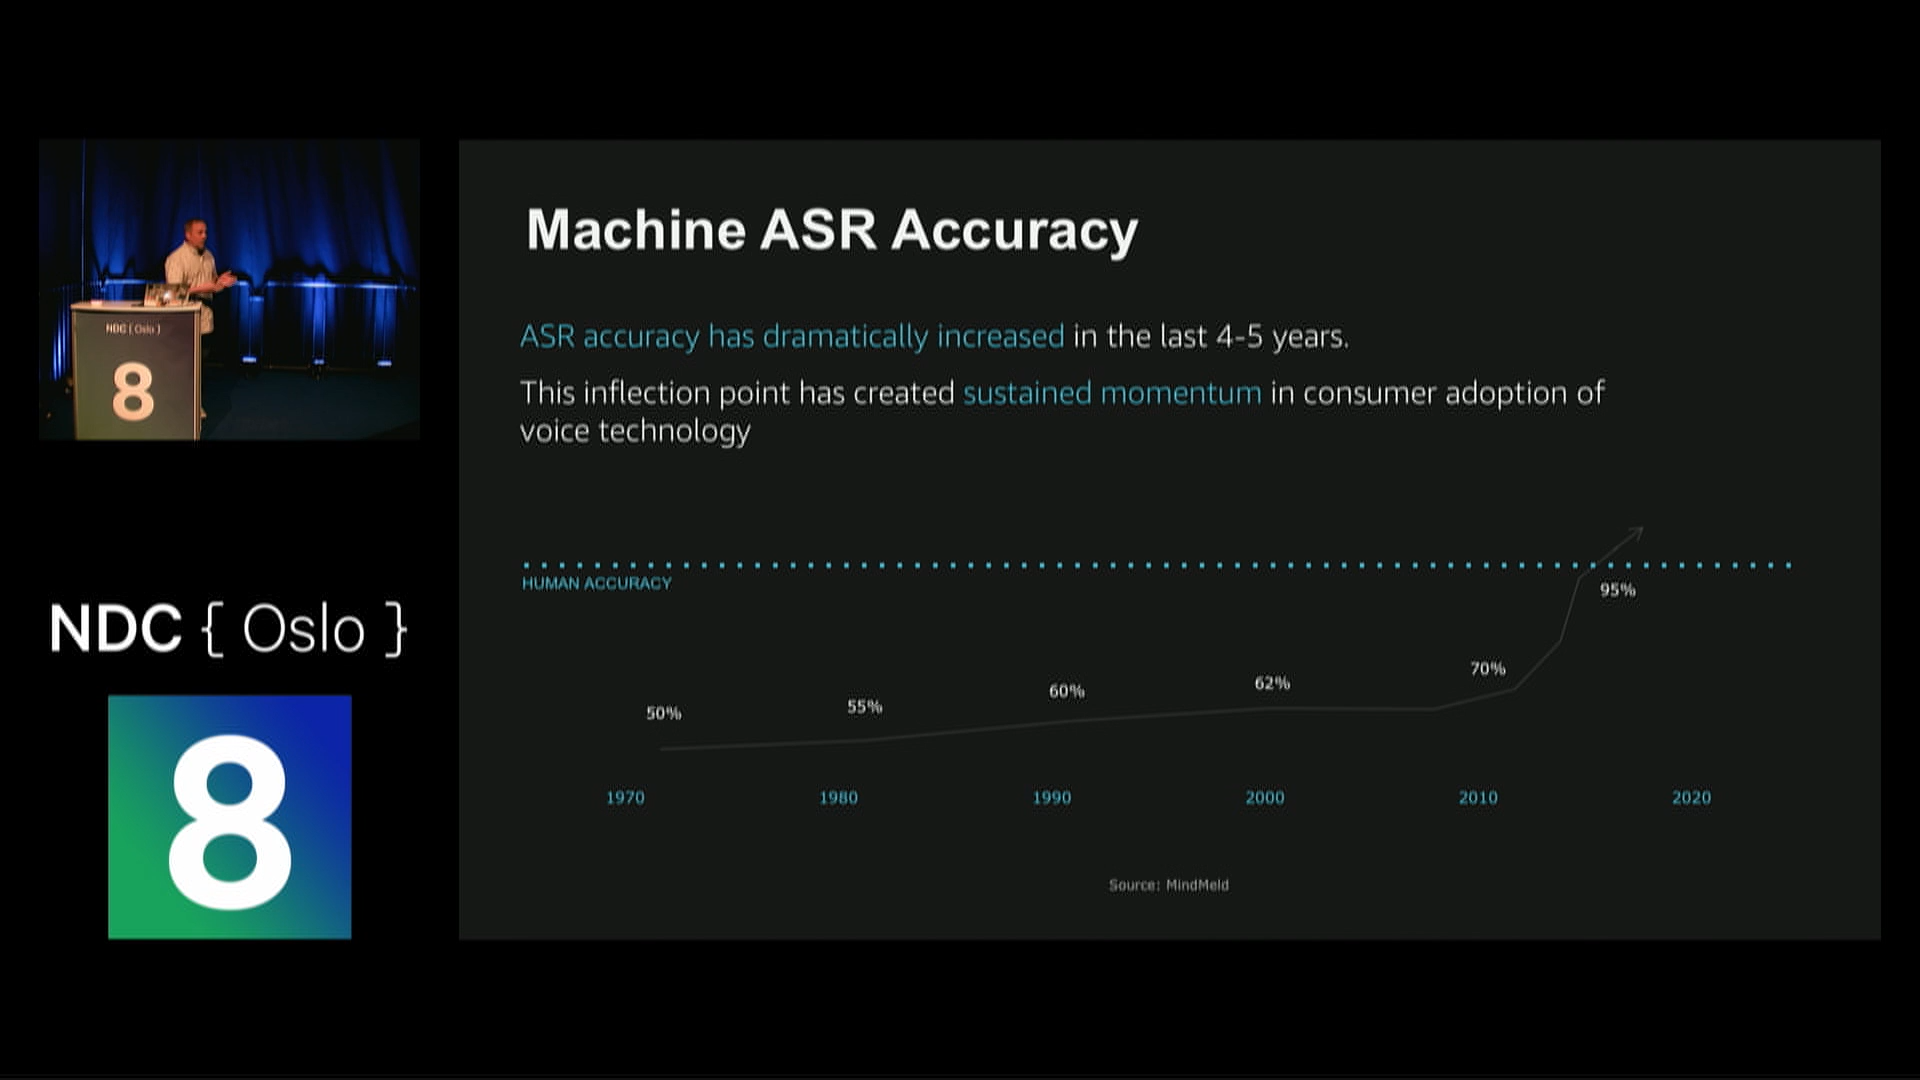 NDC { Oslo }
8
NDC { Oslo }
8
Machine ASR Accuracy
ASR accuracy has dramatically increased in the last 4-5 years.
This inflection point has created sustained momentum in consumer adoption of
voice technology
HUMAN ACCURACY
50%
55%
60%
62%
70%
95%
1970
1980
1990
2000
2010
2020
Source: MindMeld